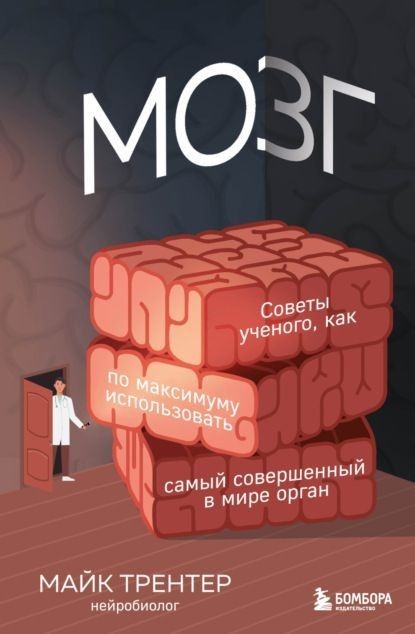 МОЗГ
Советы
ученого, как
по максимуму
использовать
самый совершенный
в мире орган
МАЙК ТРЕНТЕР
нейробиолог
БОМБОРА
ИЗДАТЕЛЬСТВО